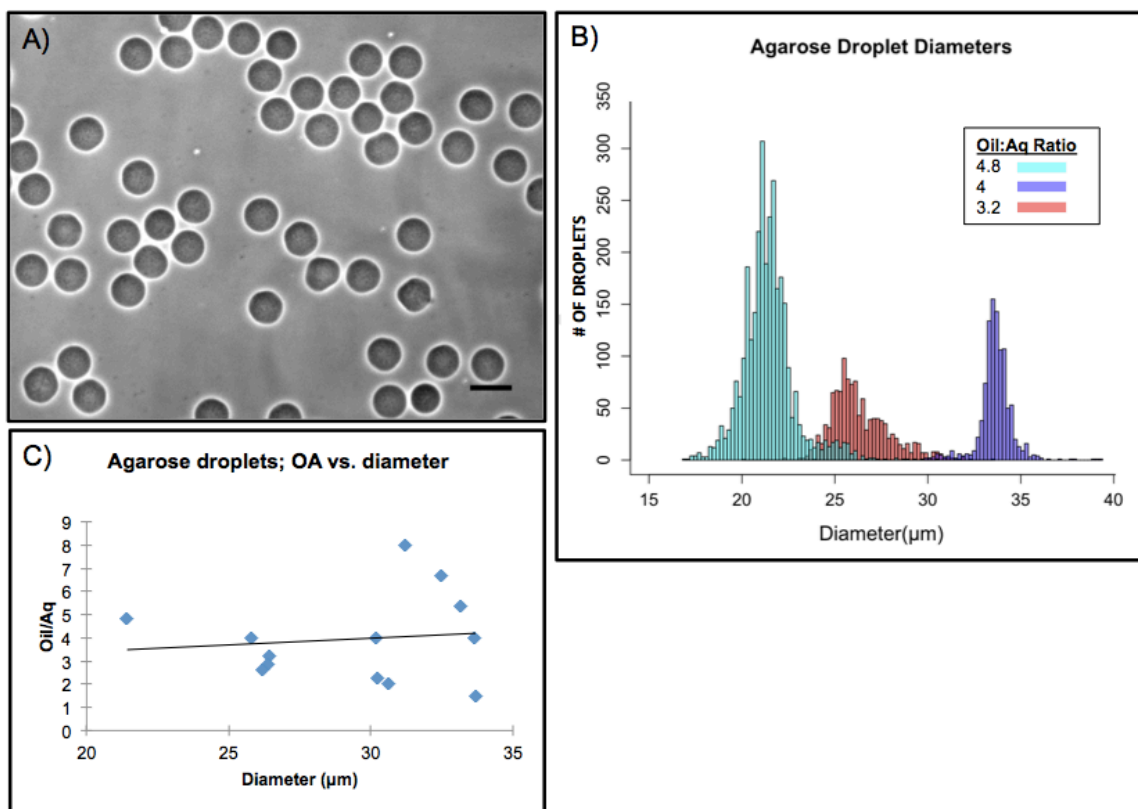 A)
B)
Agarose Droplet Diameters
350
300
250
200
150
100
50
0
# OF DROPLETS
Oil:Aq Ratio
4.8
4
3.2
15 20 25 30 35 40
Diameter(µm)
C)
Agarose droplets; OA vs. diameter
9
8
7
6
5
4
3
2
1
0
Oil/Aq
20 25 30 35
Diameter (µm)